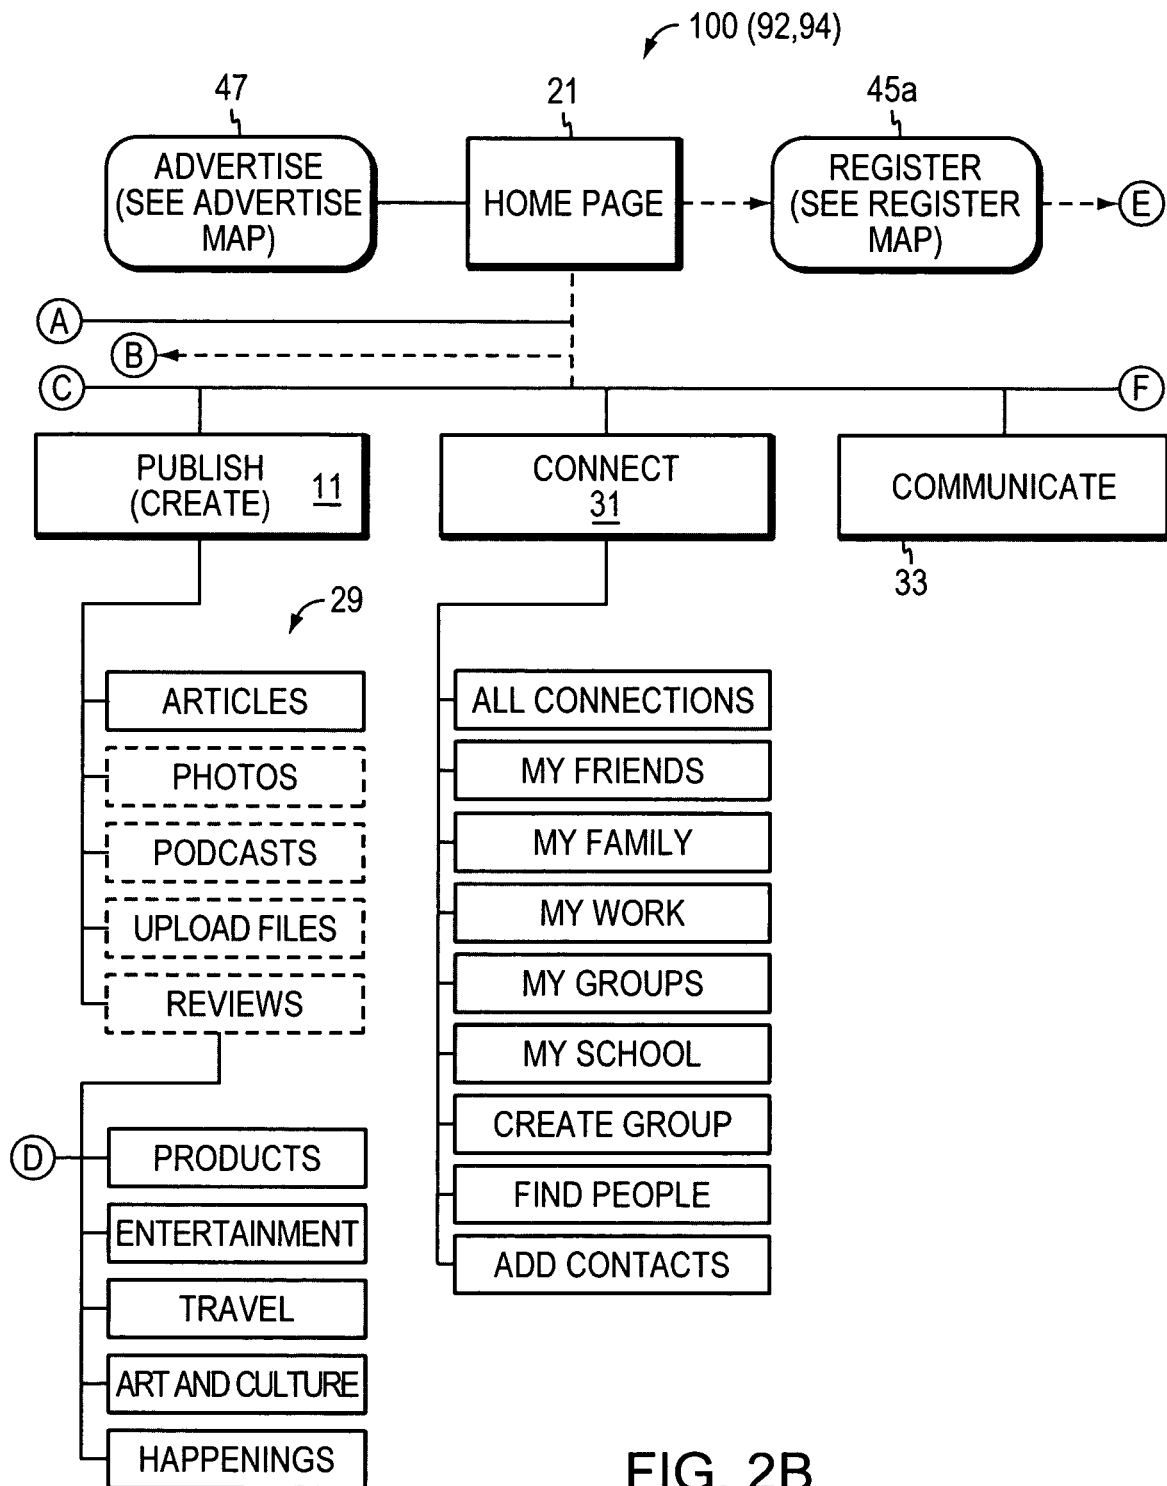 100 (92,94)
47
21
45a
ADVERTISE
(SEE ADVERTISE
MAP)
HOME PAGE
REGISTER
(SEE REGISTER
MAP)
E
A
B
C
F
PUBLISH
(CREATE)
11
CONNECT
31
COMMUNICATE
33
29
ARTICLES
PHOTOS
PODCASTS
UPLOAD FILES
REVIEWS
D
PRODUCTS
ENTERTAINMENT
TRAVEL
ART AND CULTURE
HAPPENINGS
ALL CONNECTIONS
MY FRIENDS
MY FAMILY
MY WORK
MY GROUPS
MY SCHOOL
CREATE GROUP
FIND PEOPLE
ADD CONTACTS
FIG. 2B